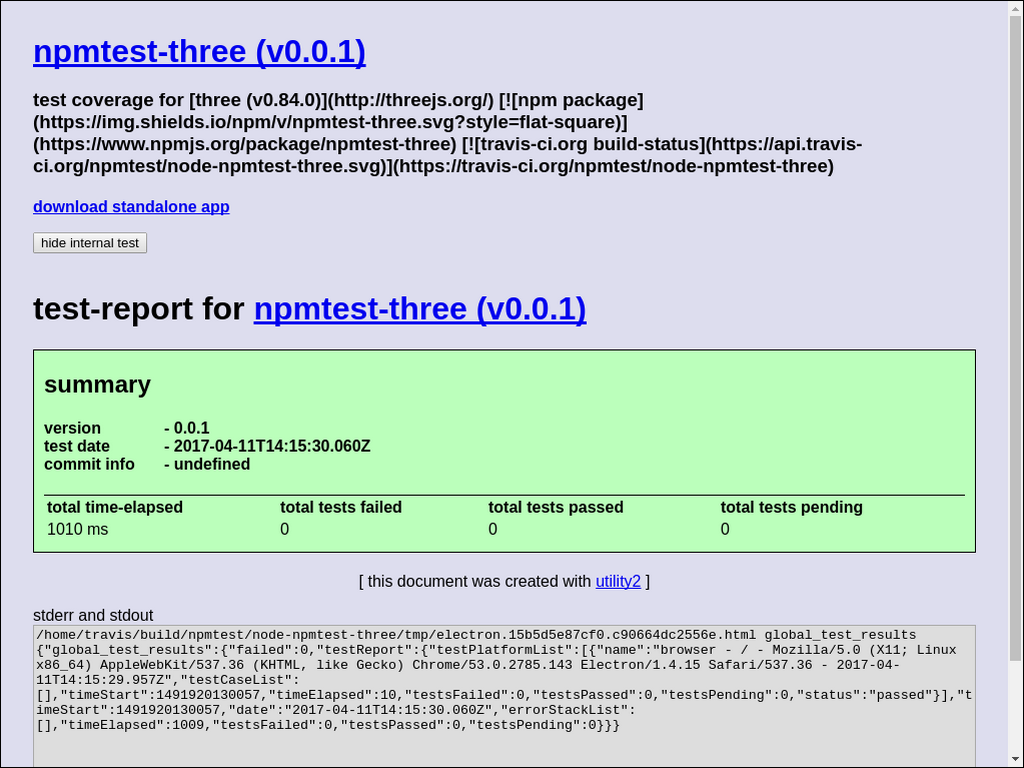 npmtest-three (v0.0.1)
test coverage for [three (v0.84.0)](http://threejs.org/) [![npm package]
(https://img.shields.io/npm/v/npmtest-three.svg?style=flat-square)]
(https://www.npmjs.org/package/npmtest-three) [![travis-ci.org build-status](https://api.travis-
ci.org/npmtest/node-npmtest-three.svg)](https://travis-ci.org/npmtest/node-npmtest-three)
download standalone app
hide internal test
test-report for npmtest-three (v0.0.1)
summary
version - 0.0.1
test date - 2017-04-11T14:15:30.060Z
commit info - undefined
total time-elapsed total tests failed total tests passed total tests pending
1010 ms 0 0 0
[ this document was created with utility2 ]
stderr and stdout
/home/travis/build/npmtest/node-npmtest-three/tmp/electron.15b5d5e87cf0.c90664dc2556e.html global_test_results
{"global_test_results":{"failed":0,"testReport":{"testPlatformList":[{"name":"browser - / - Mozilla/5.0 (X11; Linux
x86_64) AppleWebKit/537.36 (KHTML, like Gecko) Chrome/53.0.2785.143 Electron/1.4.15 Safari/537.36 - 2017-04-
11T14:15:29.957Z","testCaseList":
[],"timeStart":1491920130057,"timeElapsed":10,"testsFailed":0,"testsPassed":0,"testsPending":0,"status":"passed"}],"t
imeStart":1491920130057,"date":"2017-04-11T14:15:30.060Z","errorStackList":
[],"timeElapsed":1009,"testsFailed":0,"testsPassed":0,"testsPending":0}}}